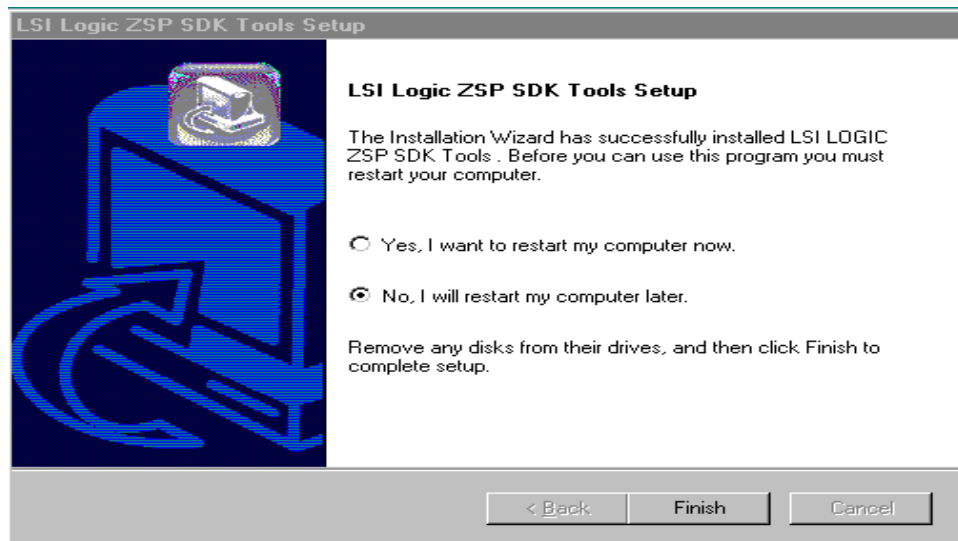 LSI Logic ZSP SDK Tools Setup
LSI Logic ZSP SDK Tools Setup
The Installation Wizard has successfully installed LSI LOGIC
ZSP SDK Tools . Before you can use this program you must
restart your computer.
Yes, I want to restart my computer now.
No, I will restart my computer later.
Remove any disks from their drives, and then click Finish to
complete setup.
< Back Finish Cancel